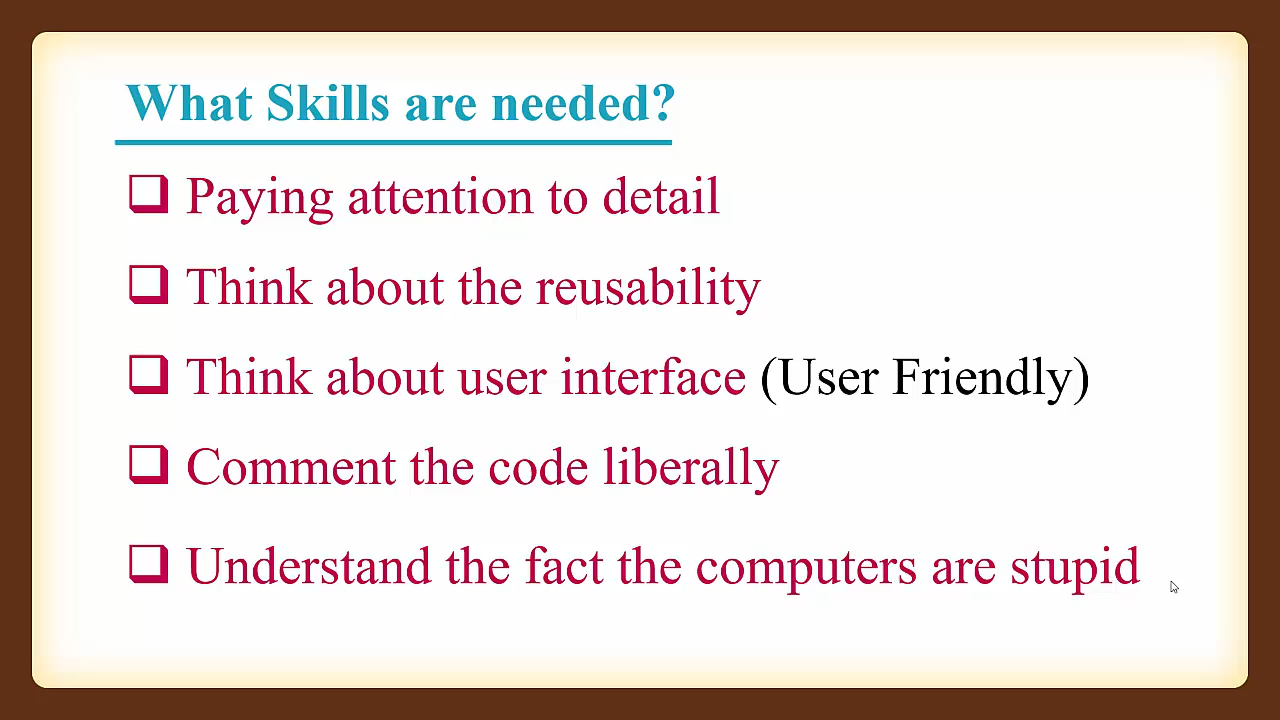 What Skills are needed?
Paying attention to detail
Think about the reusability
Think about user interface (User Friendly)
Comment the code liberally
Understand the fact the computers are stupid